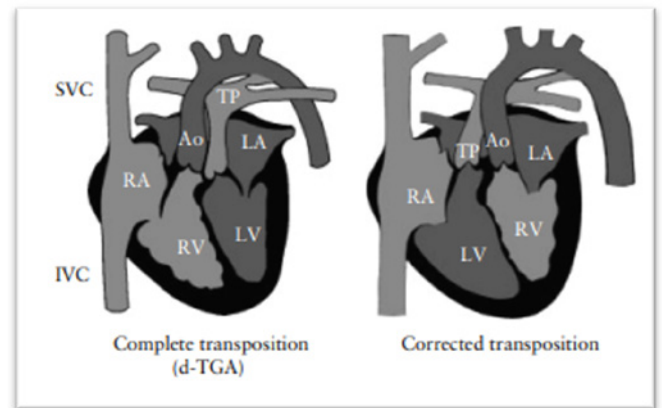 SVC
TP
Ao
LA
RA
RV
LV
IVC
Complete transposition
(d-TGA)
TP
Ao
LA
RA
RV
LV
Corrected transposition